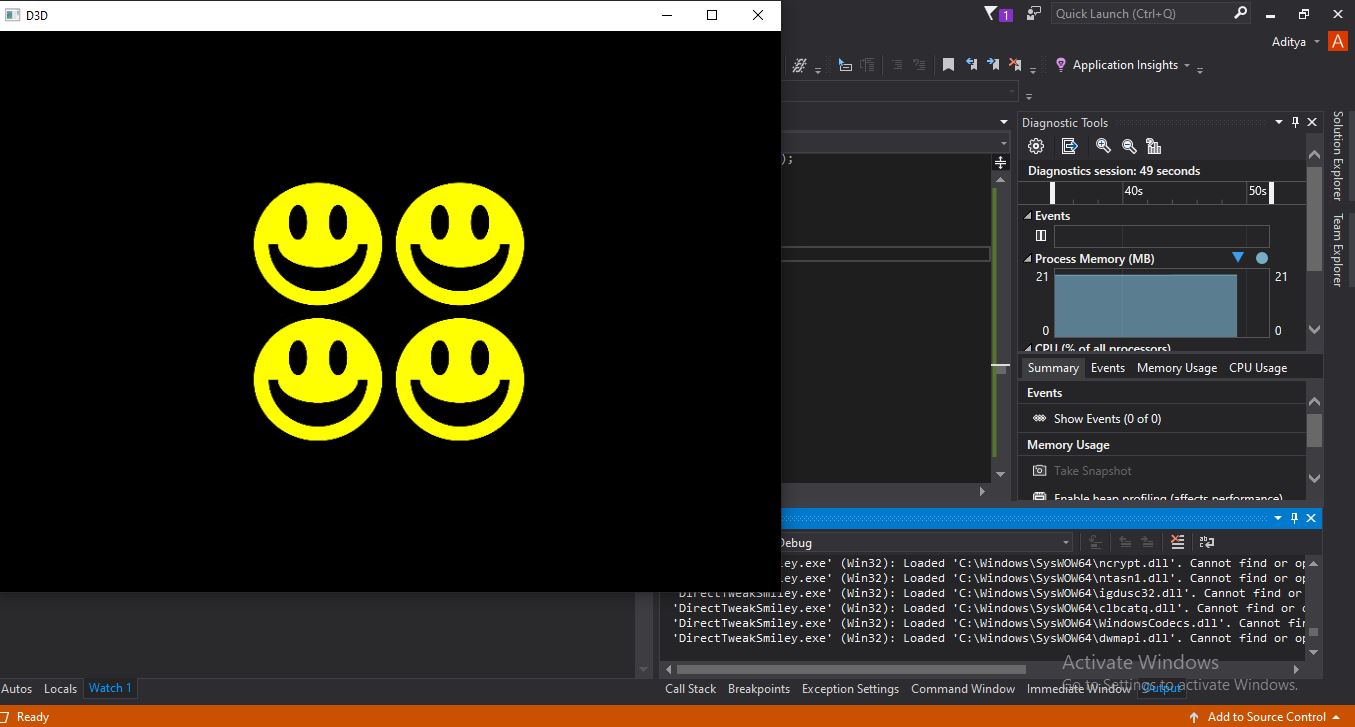 D3D
1
Quick Launch (Ctrl+Q)
Aditya
A
Application Insights
);
Diagnostic Tools
Diagnostics session: 49 seconds
40s
50s
Events
Process Memory (MB)
21
21
0
0
CPU (% of all processors)
Summary
Events
Memory Usage
CPU Usage
Events
Show Events (0 of 0)
Memory Usage
Take Snapshot
Enable heap profiling (affects performance)
Solution Explorer
Team Explorer
Debug
ey.exe' (Win32): Loaded 'C:\Windows\SysWOW64\ncrypt.dll'. Cannot find or op
ey.exe' (Win32): Loaded 'C:\Windows\SysWOW64\ntasn1.dll'. Cannot find or op
'DirectTweakSmiley.exe' (Win32): Loaded 'C:\Windows\SysWOW64\igdusc32.dll'. Cannot find or
'DirectTweakSmiley.exe' (Win32): Loaded 'C:\Windows\SysWOW64\clbcatq.dll'. Cannot find or o
'DirectTweakSmiley.exe' (Win32): Loaded 'C:\Windows\SysWOW64\WindowsCodecs.dll'. Cannot fin
'DirectTweakSmiley.exe' (Win32): Loaded 'C:\Windows\SysWOW64\dwmapi.dll'. Cannot find or op
Activate Windows
Go to Settings to activate Windows.
Autos
Locals
Watch 1
Call Stack
Breakpoints
Exception Settings
Command Window
Immediate Window
Output
Ready
Add to Source Control